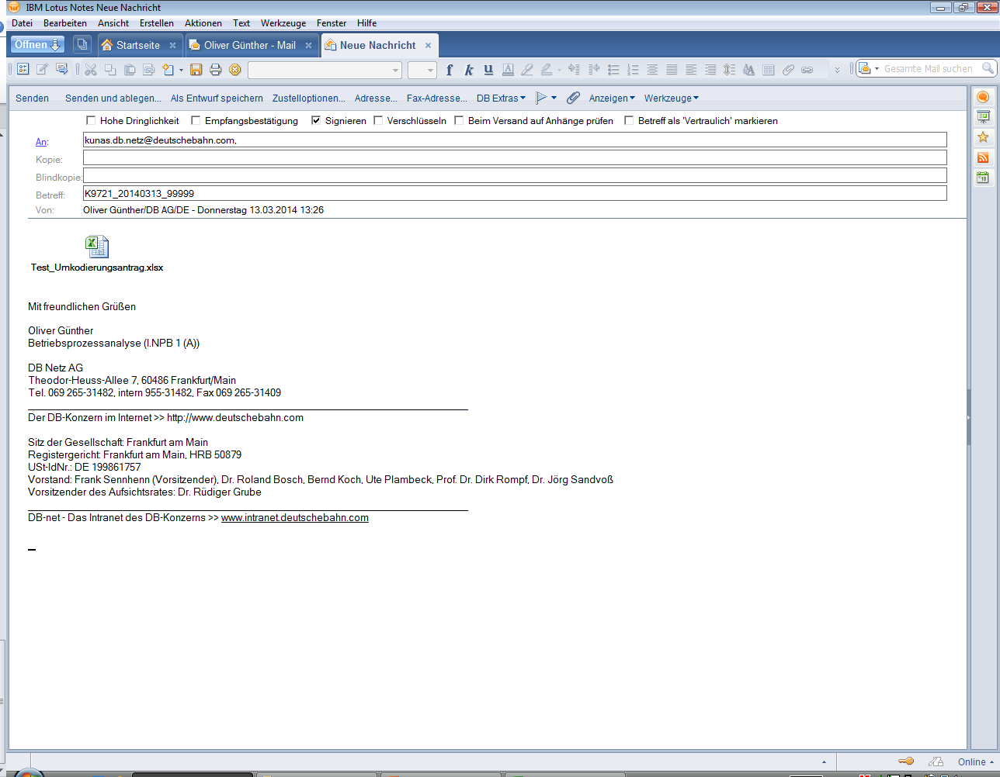 IBM Lotus Notes Neue Nachricht
Datei Bearbeiten Ansicht Erstellen Aktionen Text Werkzeuge Fenster Hilfe
Öffnen Startseite Oliver Günther - Mail Neue Nachricht
f k u A Gesamte Mail suchen
Senden Senden und ablegen... Als Entwurf speichern Zustelloptionen... Adresse... Fax-Adresse... DB Extras Anzeigen Werkzeuge
Hohe Dringlichkeit Empfangsbestätigung Signieren Verschlüsseln Beim Versand auf Anhänge prüfen Betreff als 'Vertraulich' markieren
An: kunas.db.netz@deutschebahn.com,
Kopie:
Blindkopie:
Betreff: K9721_20140313_99999
Von: Oliver Günther/DB AG/DE - Donnerstag 13.03.2014 13:26
Test_Umkodierungsantrag.xlsx
Mit freundlichen Grüßen
Oliver Günther
Betriebsprozessanalyse (I.NPB 1 (A))
DB Netz AG
Theodor-Heuss-Allee 7, 60486 Frankfurt/Main
Tel. 069 265-31482, intern 955-31482, Fax 069 265-31409
Der DB-Konzern im Internet >> http://www.deutschebahn.com
Sitz der Gesellschaft: Frankfurt am Main
Registergericht: Frankfurt am Main, HRB 50879
USt-IdNr.: DE 199861757
Vorstand: Frank Sennhenn (Vorsitzender), Dr. Roland Bosch, Bernd Koch, Ute Plambeck, Prof. Dr. Dirk Rompf, Dr. Jörg Sandvoß
Vorsitzender des Aufsichtsrates: Dr. Rüdiger Grube
DB-net - Das Intranet des DB-Konzerns >> www.intranet.deutschebahn.com
Online